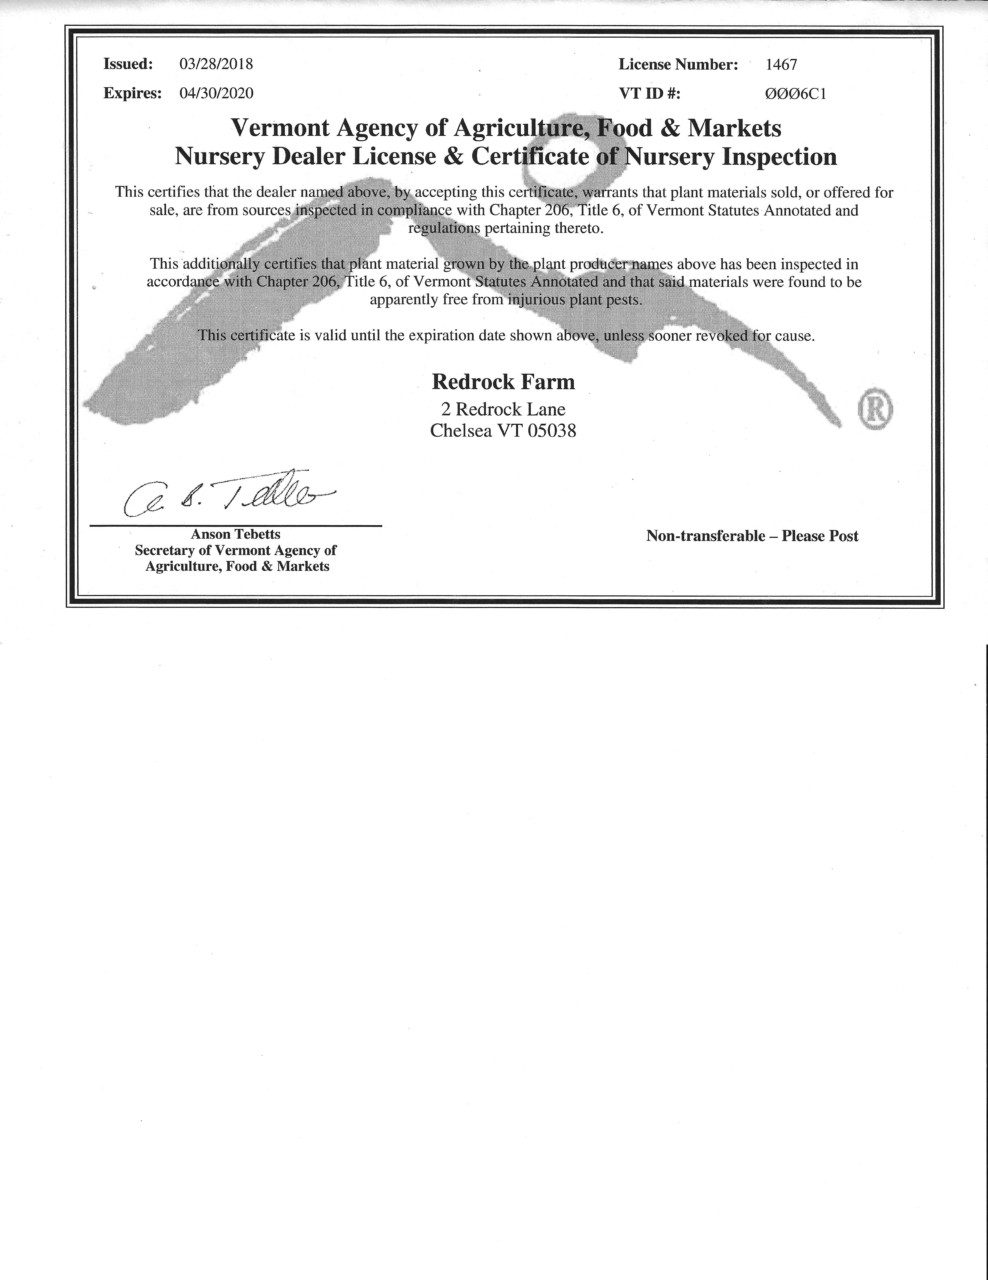 Issued: 03/28/2018 License Number: 1467
Expires: 04/30/2020 VT ID #: ØØØ6C1
Vermont Agency of Agriculture, Food & Markets
Nursery Dealer License & Certificate of Nursery Inspection
This certifies that the dealer named above, by accepting this certificate, warrants that plant materials sold, or offered for
sale, are from sources inspected in compliance with Chapter 206, Title 6, of Vermont Statutes Annotated and
regulations pertaining thereto.
This additionally certifies that plant material grown by the plant producer names above has been inspected in
accordance with Chapter 206, Title 6, of Vermont Statutes Annotated and that said materials were found to be
apparently free from injurious plant pests.
This certificate is valid until the expiration date shown above, unless sooner revoked for cause.
Redrock Farm
2 Redrock Lane
Chelsea VT 05038
®
Anson Tebetts
Secretary of Vermont Agency of
Agriculture, Food & Markets
Non-transferable – Please Post